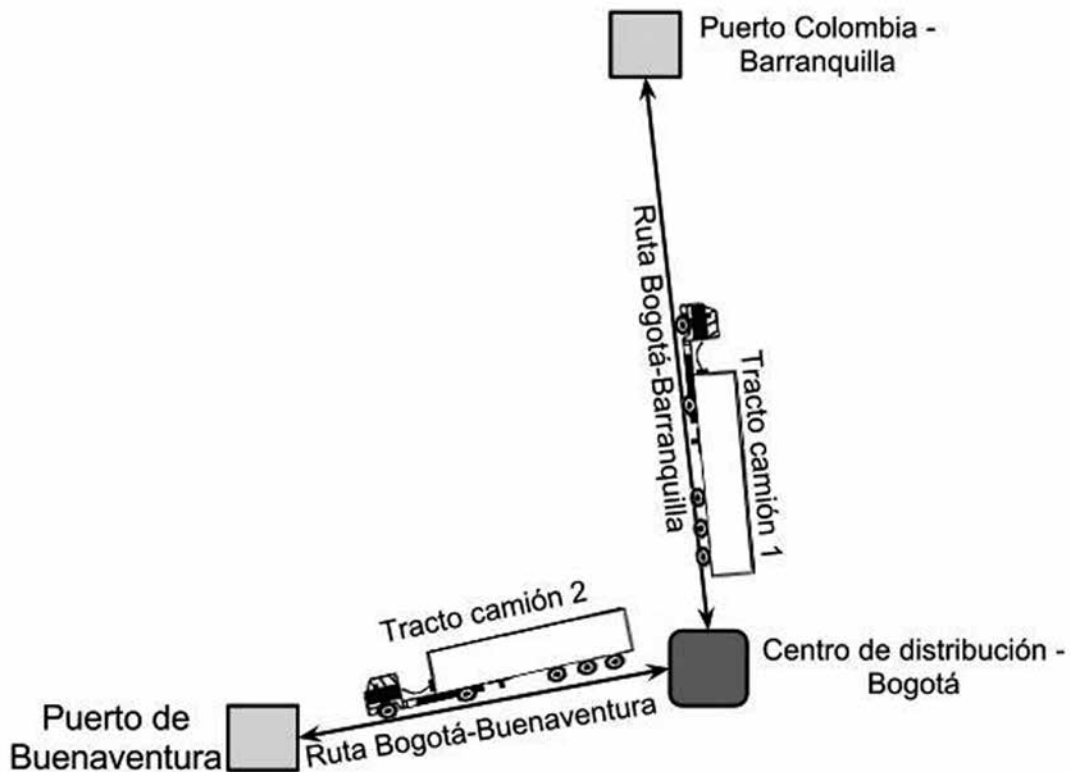 Puerto Colombia -
Barranquilla
Ruta Bogotá-Barranquilla
Tracto camión 1
Tracto camión 2
Centro de distribución -
Bogotá
Puerto de
Buenaventura
Ruta Bogotá-Buenaventura